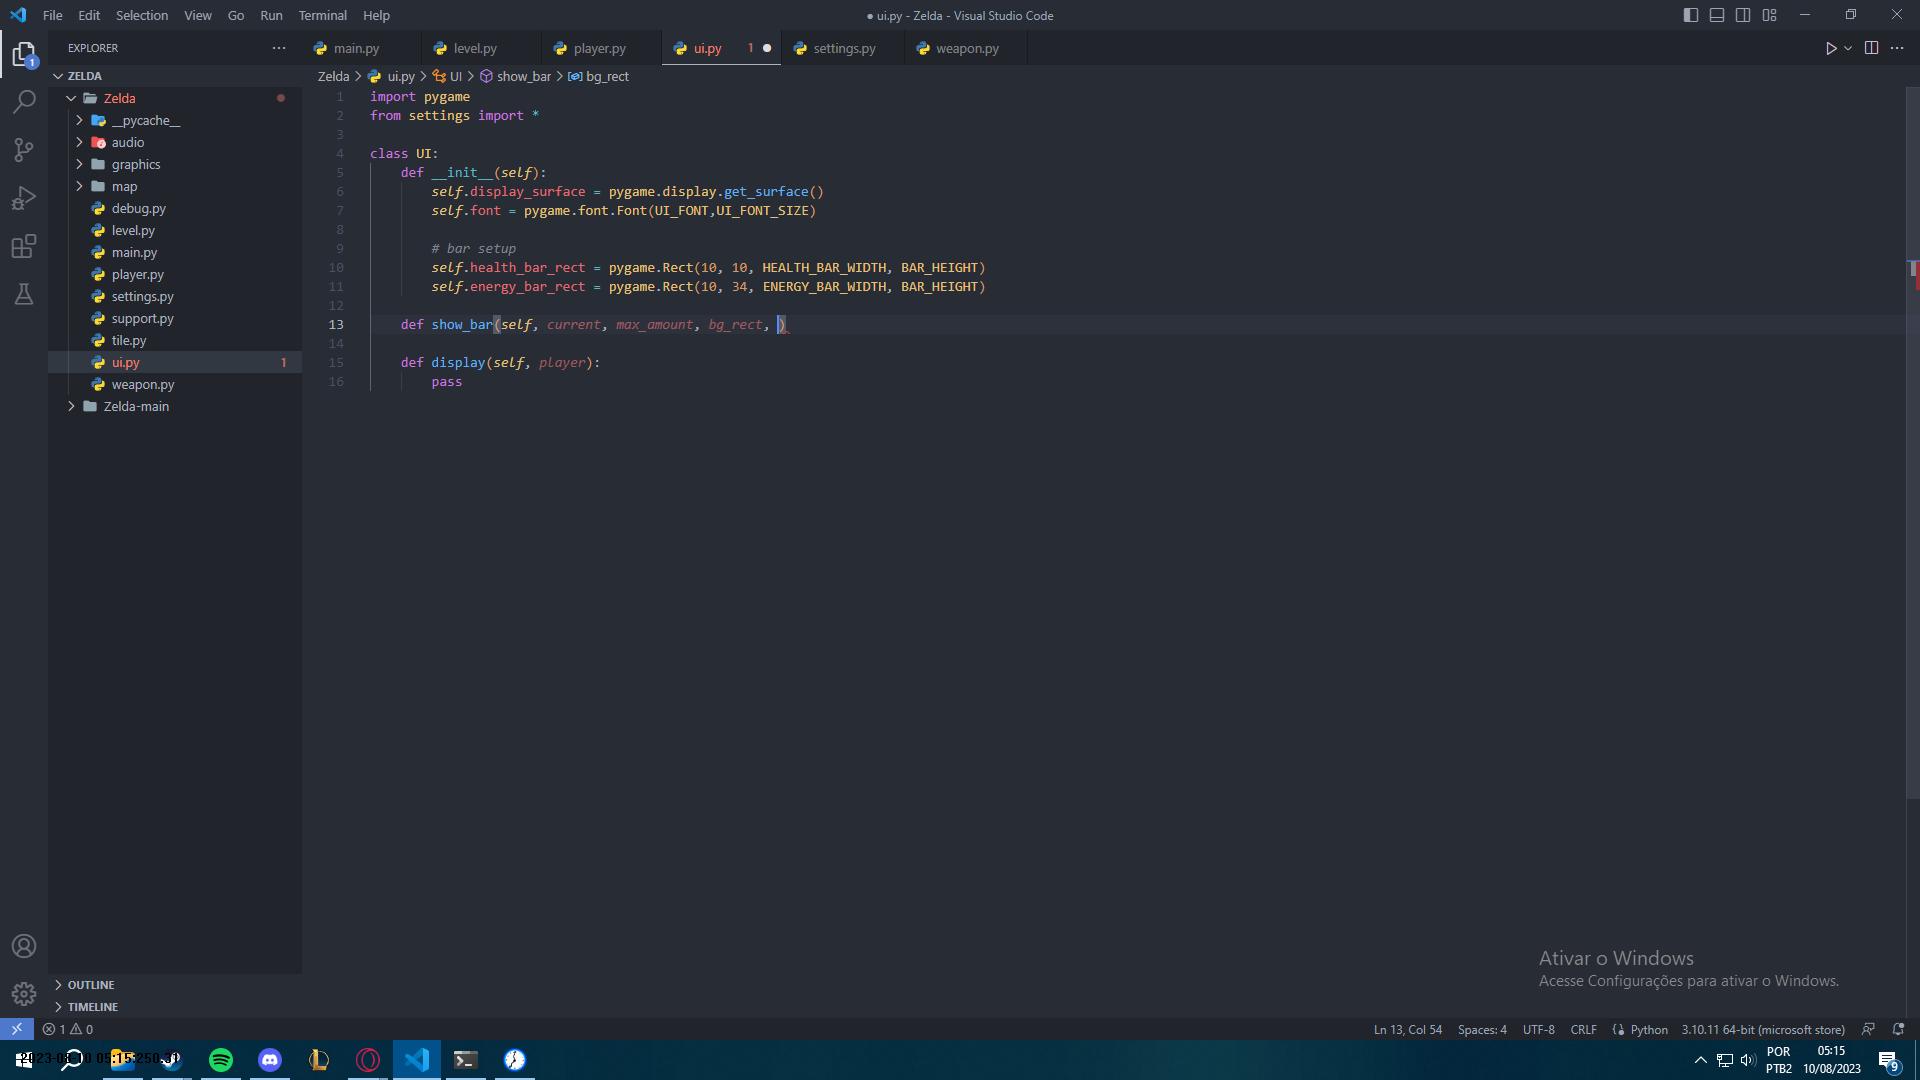 File Edit Selection View Go Run Terminal Help
● ui.py - Zelda - Visual Studio Code
EXPLORER
main.py
level.py
player.py
ui.py 1
settings.py
weapon.py
ZELDA
Zelda
__pycache__
audio
graphics
map
debug.py
level.py
main.py
player.py
settings.py
support.py
tile.py
ui.py 1
weapon.py
Zelda-main
OUTLINE
TIMELINE
1
Zelda > ui.py > UI > show_bar > bg_rect
1 import pygame
2 from settings import *
3
4 class UI:
5 def __init__(self):
6 self.display_surface = pygame.display.get_surface()
7 self.font = pygame.font.Font(UI_FONT,UI_FONT_SIZE)
8
9 # bar setup
10 self.health_bar_rect = pygame.Rect(10, 10, HEALTH_BAR_WIDTH, BAR_HEIGHT)
11 self.energy_bar_rect = pygame.Rect(10, 34, ENERGY_BAR_WIDTH, BAR_HEIGHT)
12
13 def show_bar(self, current, max_amount, bg_rect, )
14
15 def display(self, player):
16 pass
Ativar o Windows
Acesse Configurações para ativar o Windows.
1 0
Ln 13, Col 54 Spaces: 4 UTF-8 CRLF Python 3.10.11 64-bit (microsoft store)
POR
PTB2
05:15
10/08/2023
9